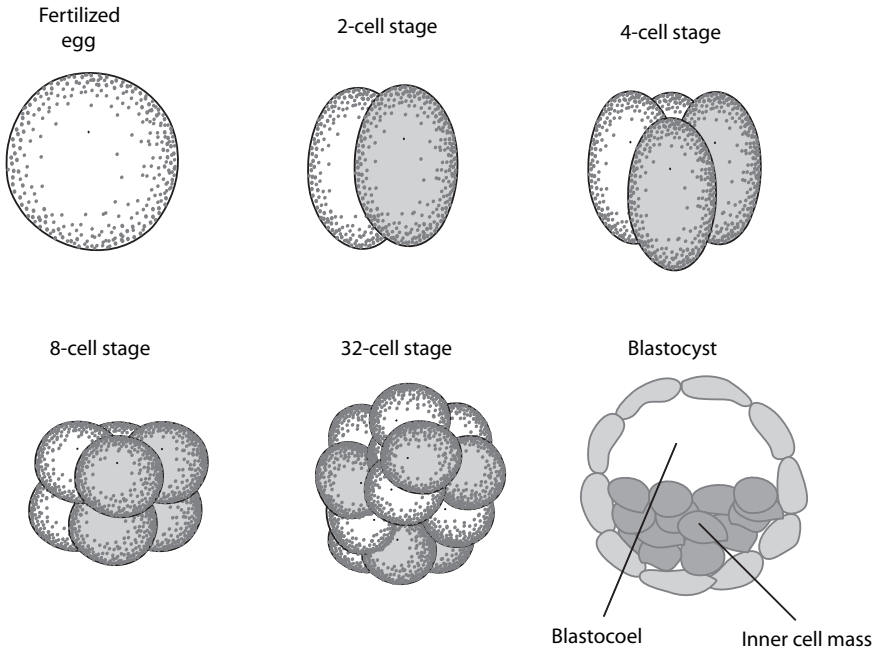 Fertilized
egg
2-cell stage
4-cell stage
8-cell stage
32-cell stage
Blastocyst
Blastocoel
Inner cell mass